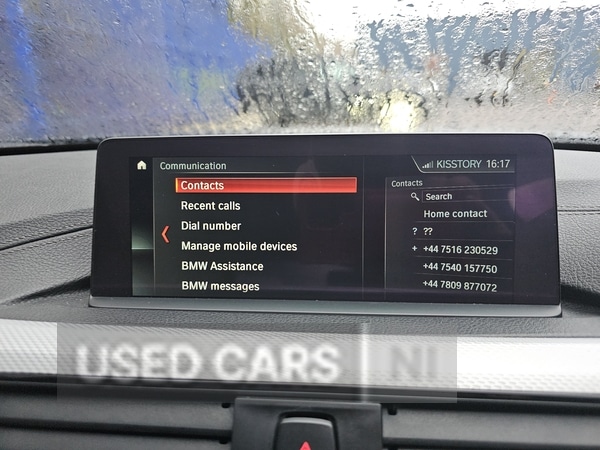 Communication
KISSTORY 16:17
Contacts
Recent calls
Dial number
Manage mobile devices
BMW Assistance
BMW messages
Contacts
Search
Home contact
? ??
+ +44 7516 230529
+44 7540 157750
+44 7809 877072
USED CARS | NI